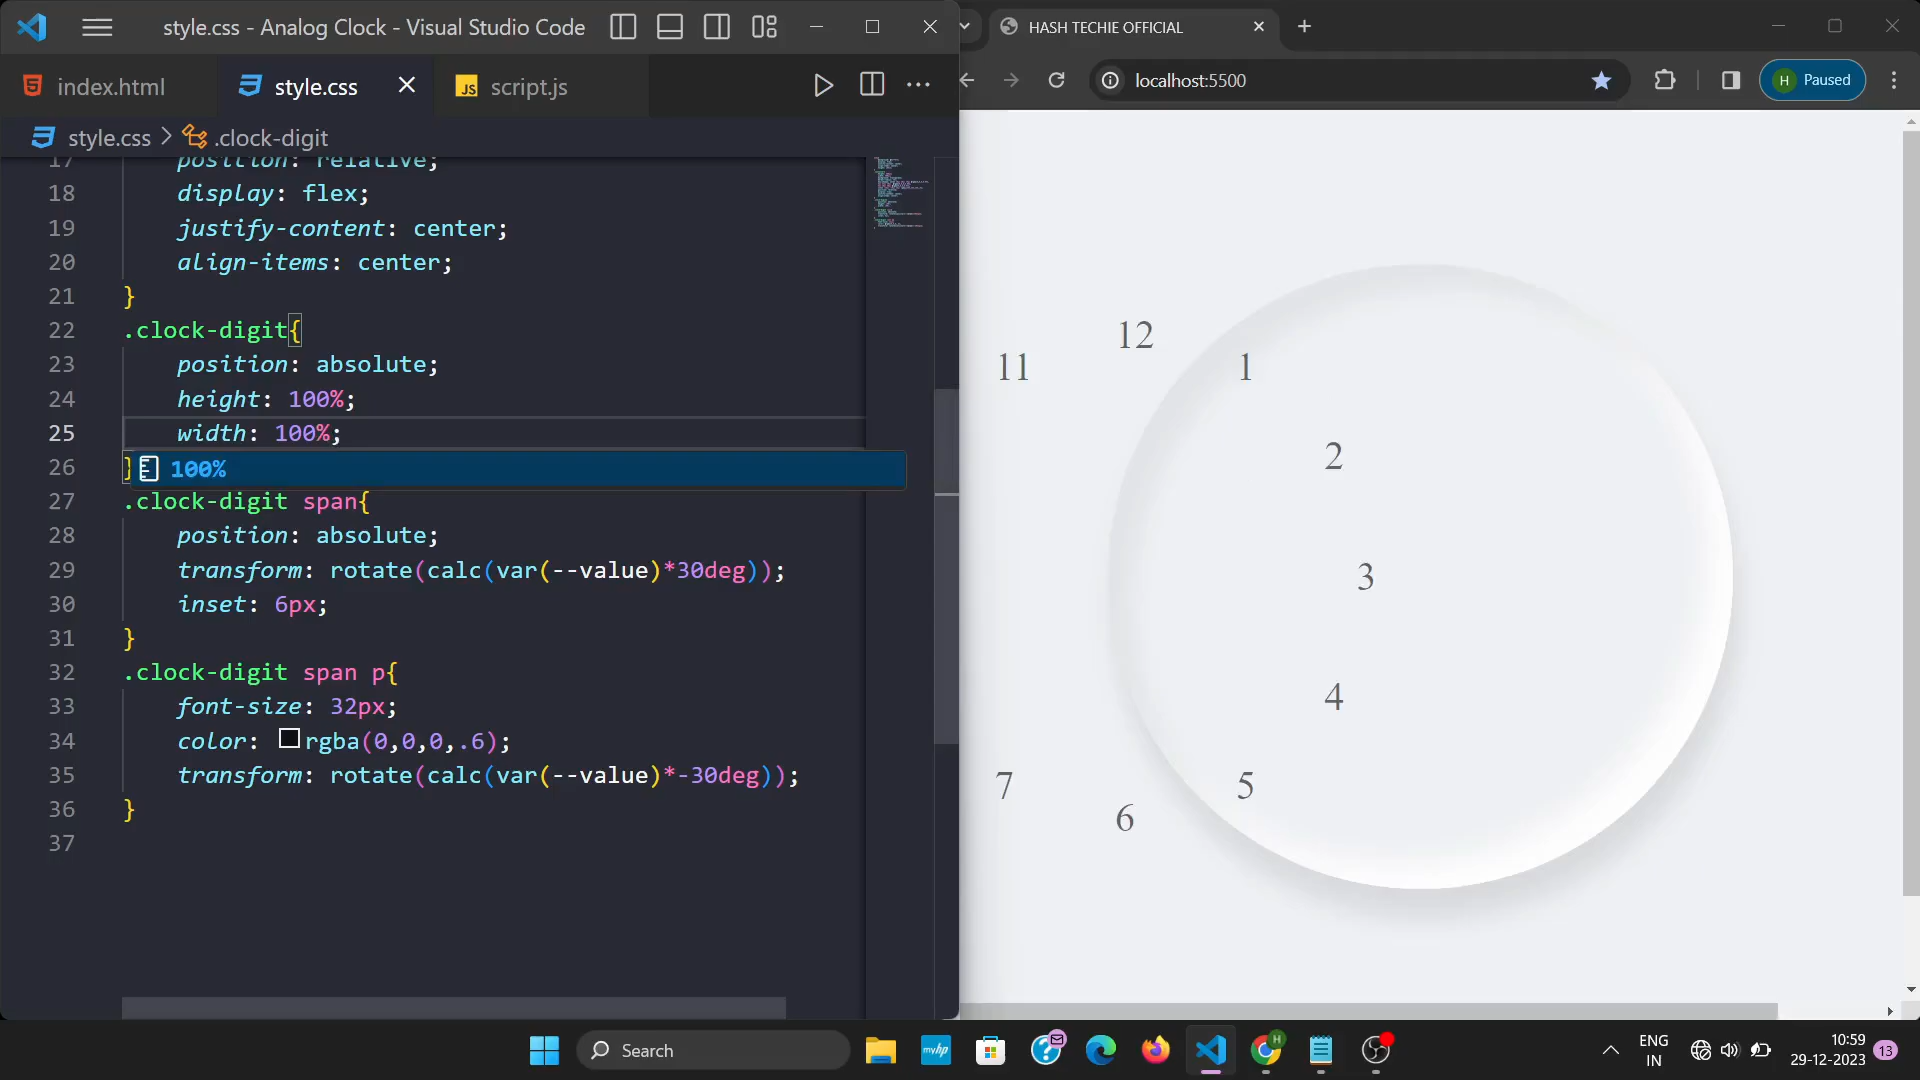 style.css - Analog Clock - Visual Studio Code
index.html
style.css
JS script.js
style.css > .clock-digit
17 position: relative;
18 display: flex;
19 justify-content: center;
20 align-items: center;
21 }
22 .clock-digit{
23 position: absolute;
24 height: 100%;
25 width: 100%;
26 }
100%
27 .clock-digit span{
28 position: absolute;
29 transform: rotate(calc(var(--value)*30deg));
30 inset: 6px;
31 }
32 .clock-digit span p{
33 font-size: 32px;
34 color: rgba(0,0,0,.6);
35 transform: rotate(calc(var(--value)*-30deg));
36 }
37
HASH TECHIE OFFICIAL
localhost:5500
H Paused
12
11
1
2
3
4
7
5
6
Search
myhp
H
ENG
IN
10:59
29-12-2023
13